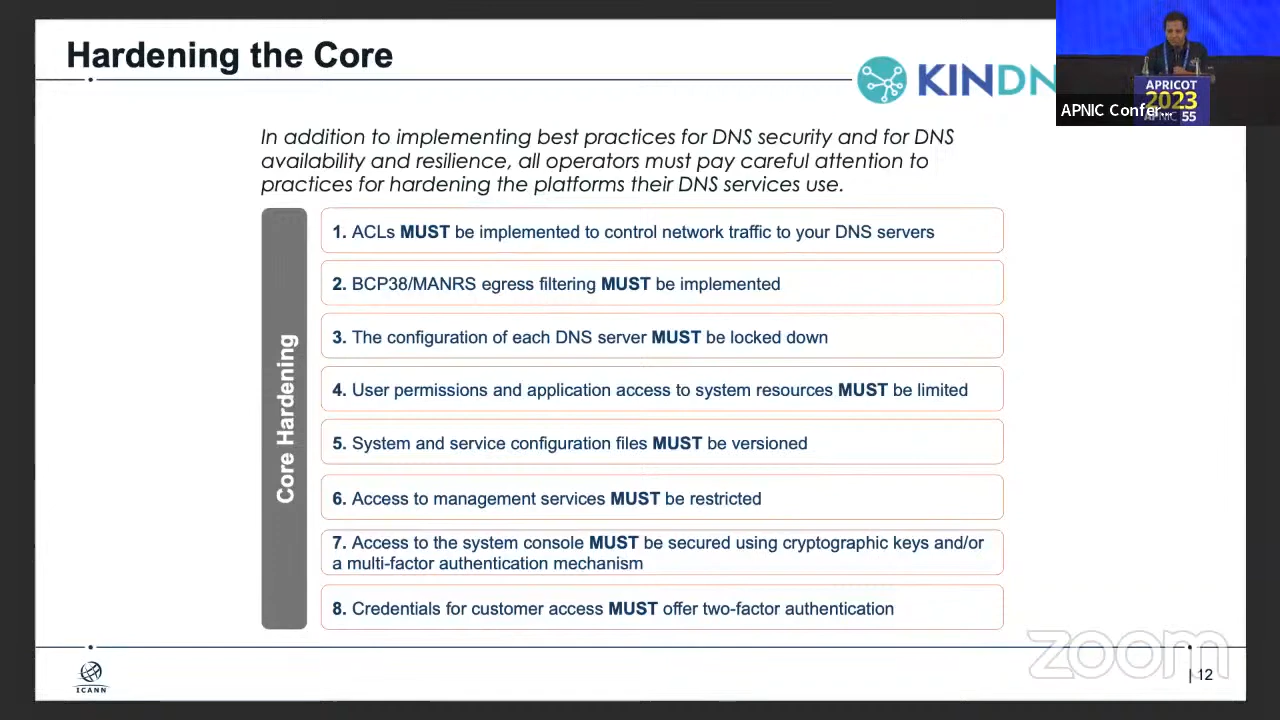 Hardening the Core
KINDN
APRICOT
2023
APNIC 55
APNIC Confer...
In addition to implementing best practices for DNS security and for DNS
availability and resilience, all operators must pay careful attention to
practices for hardening the platforms their DNS services use.
Core Hardening
1. ACLs MUST be implemented to control network traffic to your DNS servers
2. BCP38/MANRS egress filtering MUST be implemented
3. The configuration of each DNS server MUST be locked down
4. User permissions and application access to system resources MUST be limited
5. System and service configuration files MUST be versioned
6. Access to management services MUST be restricted
7. Access to the system console MUST be secured using cryptographic keys and/or
a multi-factor authentication mechanism
8. Credentials for customer access MUST offer two-factor authentication
zoom
ICANN
| 12